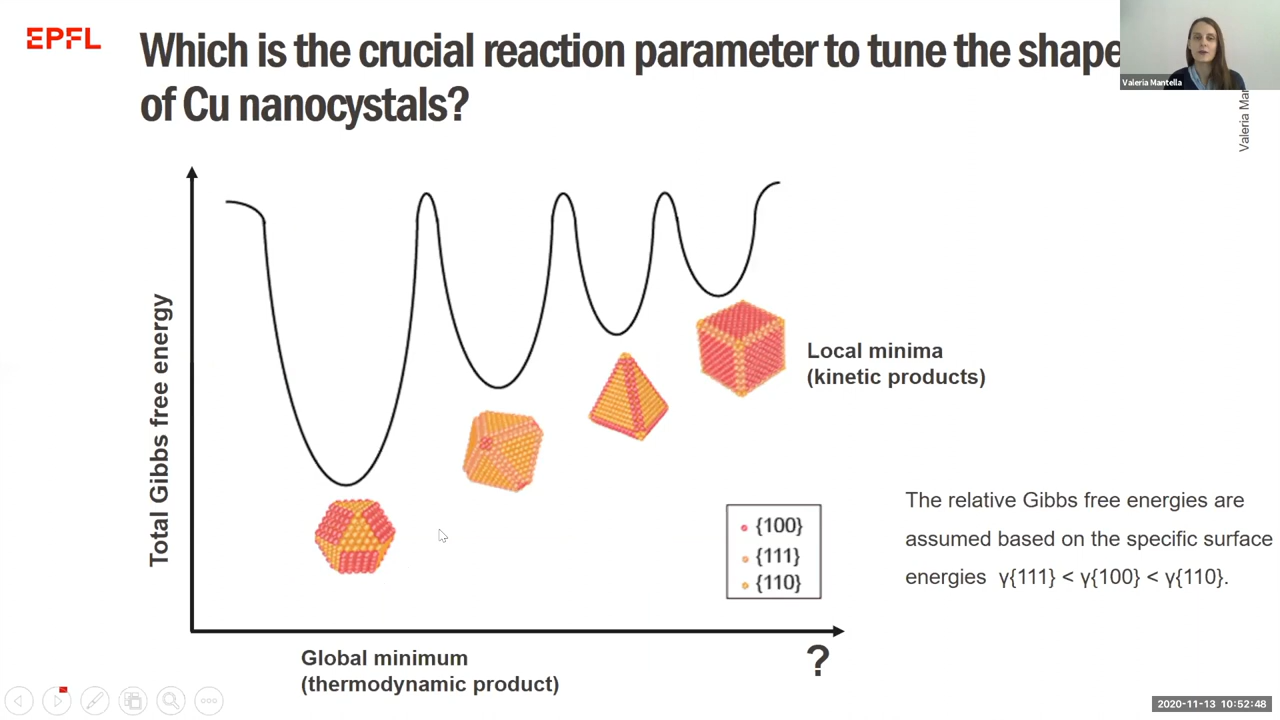 EPFL
Which is the crucial reaction parameter to tune the shape
of Cu nanocystals?
Valeria Mantella
Valeria Mar
Total Gibbs free energy
Local minima
(kinetic products)
{100}
{111}
{110}
The relative Gibbs free energies are
assumed based on the specific surface
energies γ{111} < γ{100} < γ{110}.
Global minimum
(thermodynamic product)
?
2020-11-13 10:52:48